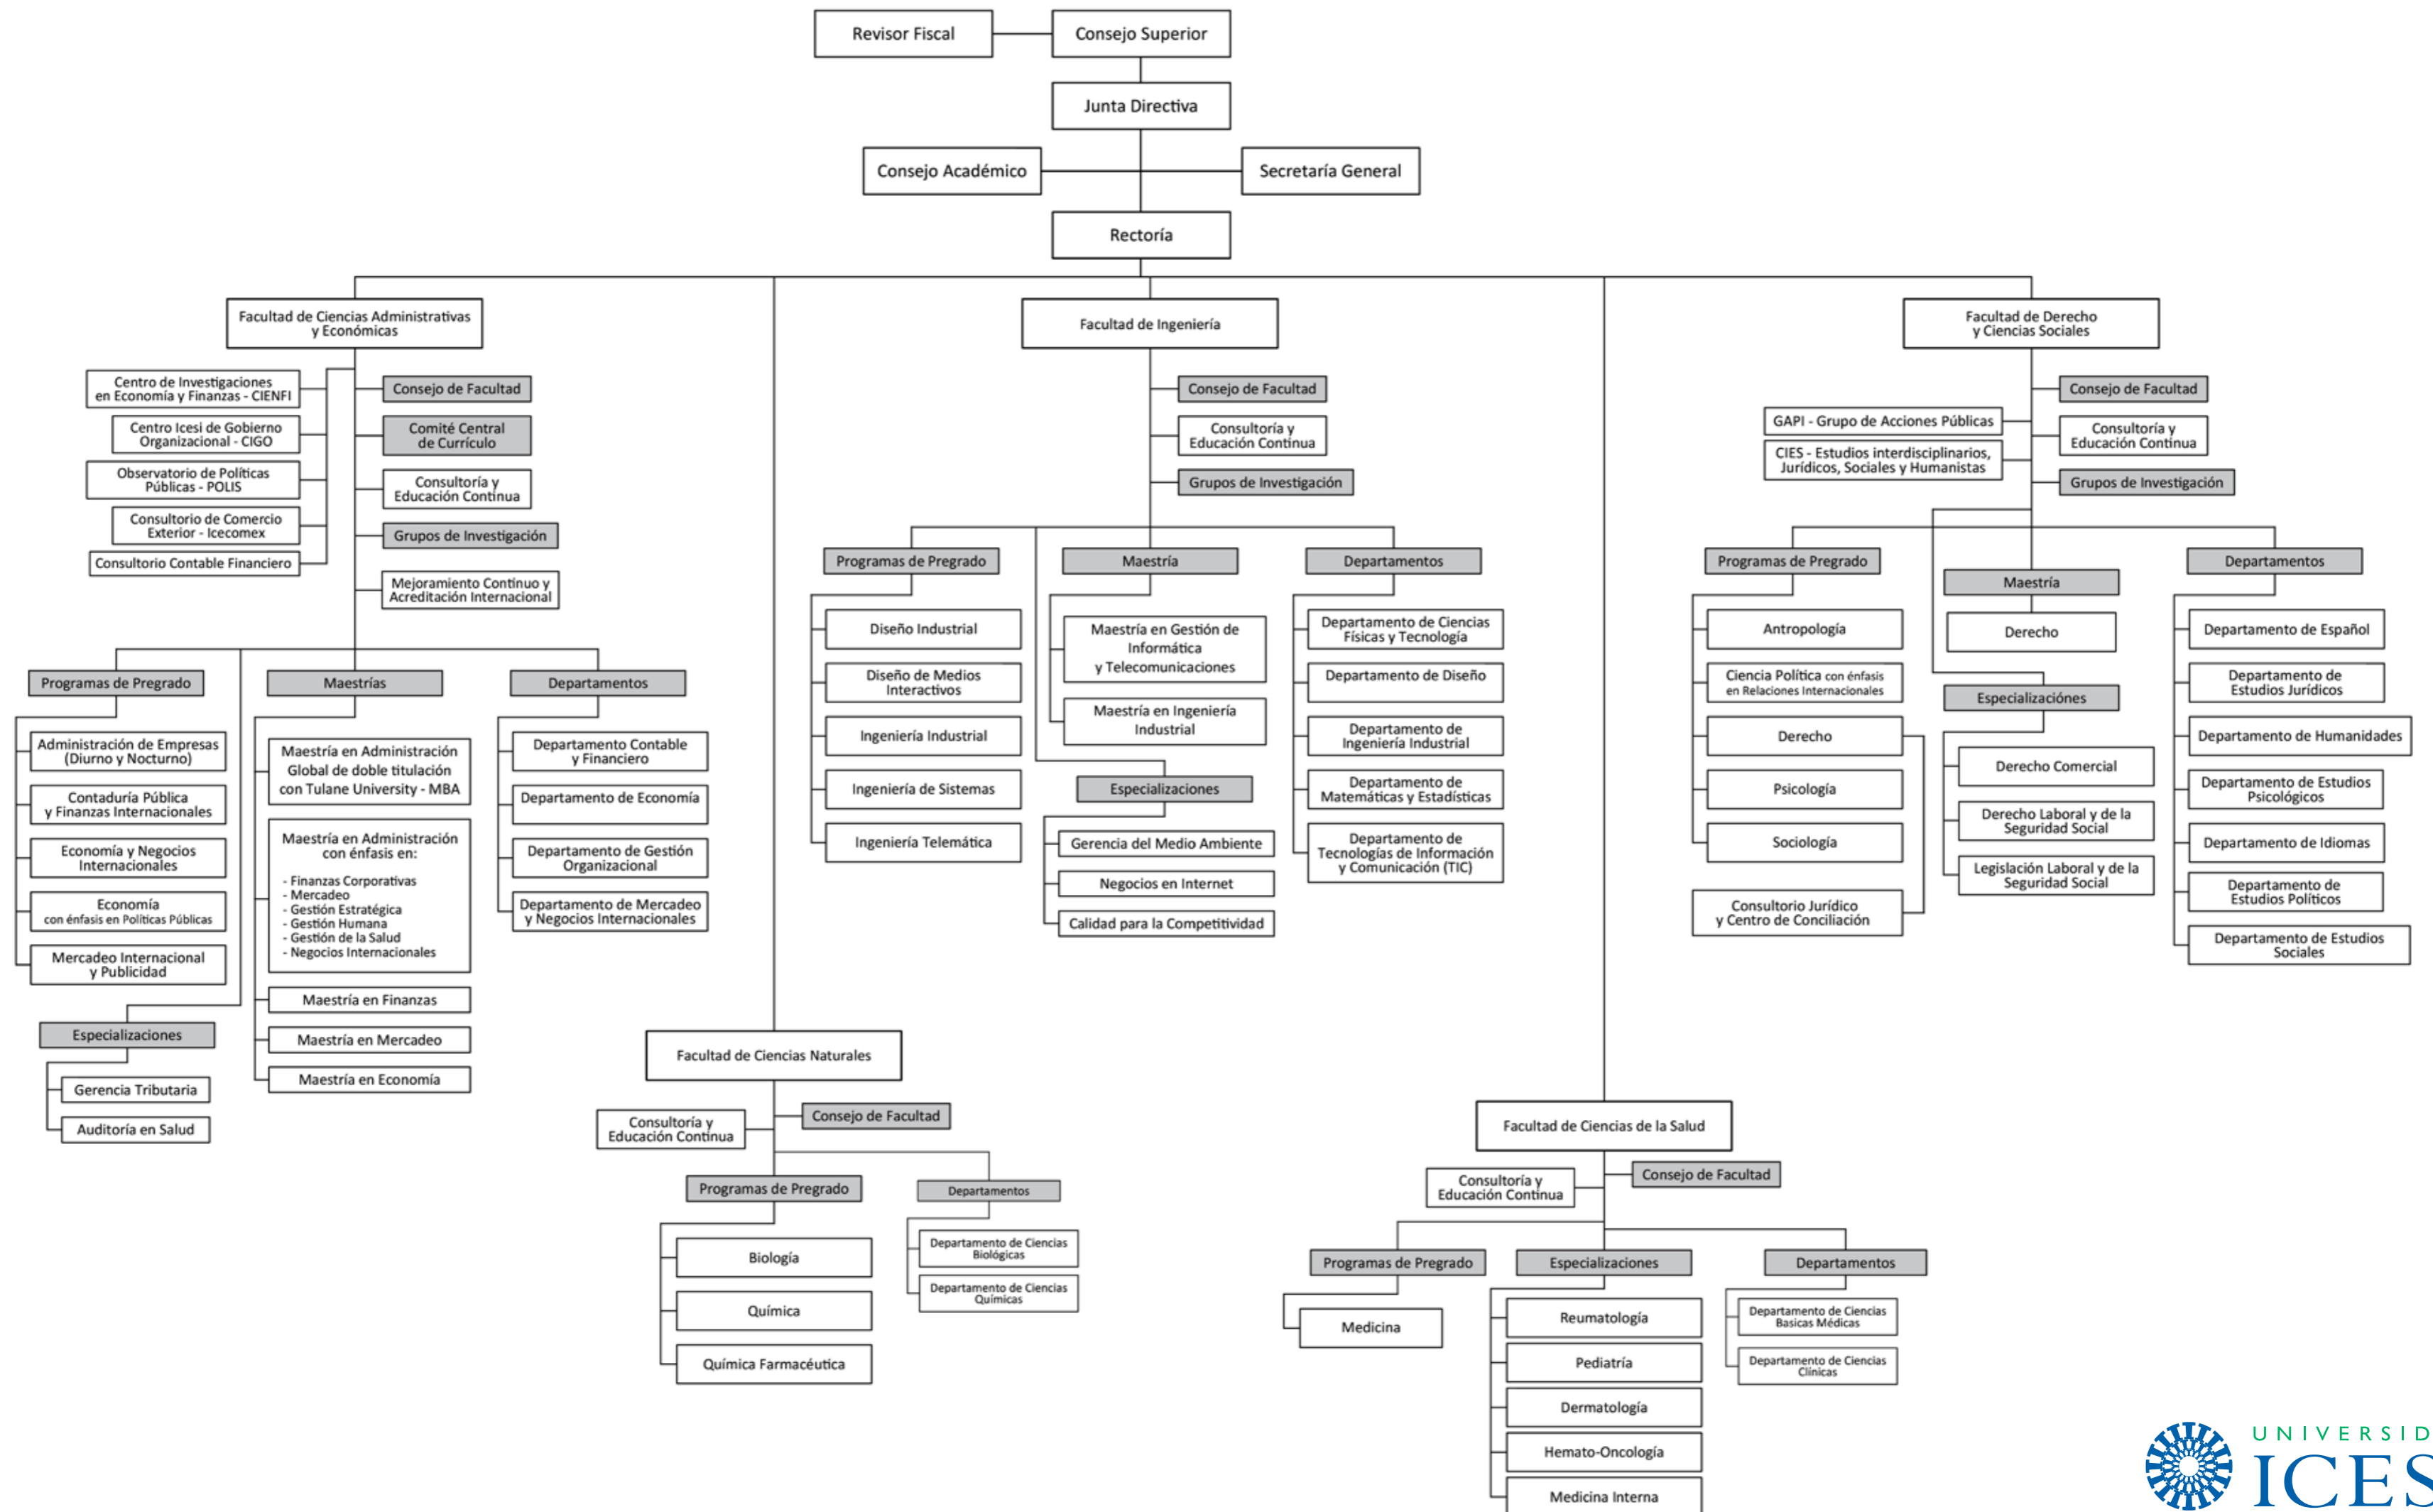 Revisor Fiscal
Consejo Superior
Junta Directiva
Consejo Académico
Secretaría General
Rectoría
Facultad de Ciencias Administrativas
y Económicas
Centro de Investigaciones
en Economía y Finanzas - CIENFI
Centro Icesi de Gobierno
Organizacional - CIGO
Observatorio de Políticas
Públicas - POLIS
Consultorio de Comercio
Exterior - Icecomex
Consultorio Contable Financiero
Consejo de Facultad
Comité Central
de Currículo
Consultoría y
Educación Continua
Grupos de Investigación
Mejoramiento Continuo y
Acreditación Internacional
Programas de Pregrado
Administración de Empresas
(Diurno y Nocturno)
Contaduría Pública
y Finanzas Internacionales
Economía y Negocios
Internacionales
Economía
con énfasis en Políticas Públicas
Mercadeo Internacional
y Publicidad
Especializaciones
Gerencia Tributaria
Auditoría en Salud
Maestrías
Maestría en Administración
Global de doble titulación
con Tulane University - MBA
Maestría en Administración
con énfasis en:
- Finanzas Corporativas
- Mercadeo
- Gestión Estratégica
- Gestión Humana
- Gestión de la Salud
- Negocios Internacionales
Maestría en Finanzas
Maestría en Mercadeo
Maestría en Economía
Departamentos
Departamento Contable
y Financiero
Departamento de Economía
Departamento de Gestión
Organizacional
Departamento de Mercadeo
y Negocios Internacionales
Facultad de Ciencias Naturales
Consultoría y
Educación Continua
Consejo de Facultad
Programas de Pregrado
Biología
Química
Química Farmacéutica
Departamentos
Departamento de Ciencias
Biológicas
Departamento de Ciencias
Químicas
Facultad de Ingeniería
Consejo de Facultad
Consultoría y
Educación Continua
Grupos de Investigación
Programas de Pregrado
Diseño Industrial
Diseño de Medios
Interactivos
Ingeniería Industrial
Ingeniería de Sistemas
Ingeniería Telemática
Maestría
Maestría en Gestión de
Informática
y Telecomunicaciones
Maestría en Ingeniería
Industrial
Especializaciones
Gerencia del Medio Ambiente
Negocios en Internet
Calidad para la Competitividad
Departamentos
Departamento de Ciencias
Físicas y Tecnología
Departamento de Diseño
Departamento de
Ingeniería Industrial
Departamento de
Matemáticas y Estadísticas
Departamento de
Tecnologías de Información
y Comunicación (TIC)
Facultad de Ciencias de la Salud
Consultoría y
Educación Continua
Consejo de Facultad
Programas de Pregrado
Medicina
Especializaciones
Reumatología
Pediatría
Dermatología
Hemato-Oncología
Medicina Interna
Departamentos
Departamento de Ciencias
Basicas Médicas
Departamento de Ciencias
Clínicas
Facultad de Derecho
y Ciencias Sociales
Consejo de Facultad
GAPI - Grupo de Acciones Públicas
CIES - Estudios interdisciplinarios,
Jurídicos, Sociales y Humanistas
Consultoría y
Educación Continua
Grupos de Investigación
Programas de Pregrado
Antropología
Ciencia Política con énfasis
en Relaciones Internacionales
Derecho
Psicología
Sociología
Consultorio Jurídico
y Centro de Conciliación
Maestría
Derecho
Especializaciónes
Derecho Comercial
Derecho Laboral y de la
Seguridad Social
Legislación Laboral y de la
Seguridad Social
Departamentos
Departamento de Español
Departamento de
Estudios Jurídicos
Departamento de Humanidades
Departamento de Estudios
Psicológicos
Departamento de Idiomas
Departamento de
Estudios Políticos
Departamento de Estudios
Sociales
UNIVERSID
ICES